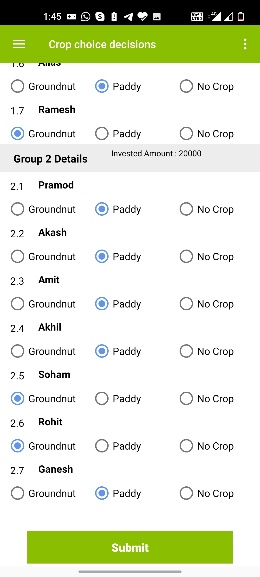 1:45
Crop choice decisions
1.6
Groundnut Paddy No Crop
1.7 Ramesh
Groundnut Paddy No Crop
Group 2 Details Invested Amount : 20000
2.1 Pramod
Groundnut Paddy No Crop
2.2 Akash
Groundnut Paddy No Crop
2.3 Amit
Groundnut Paddy No Crop
2.4 Akhil
Groundnut Paddy No Crop
2.5 Soham
Groundnut Paddy No Crop
2.6 Rohit
Groundnut Paddy No Crop
2.7 Ganesh
Groundnut Paddy No Crop
Submit